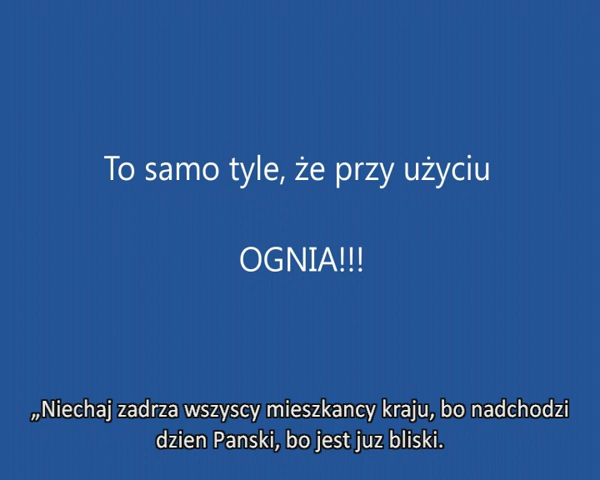 To samo tyle, że przy użyciu
OGNIA!!!
„Niechaj zadrza wszyscy mieszkancy kraju, bo nadchodzi
dzien Panski, bo jest juz bliski.